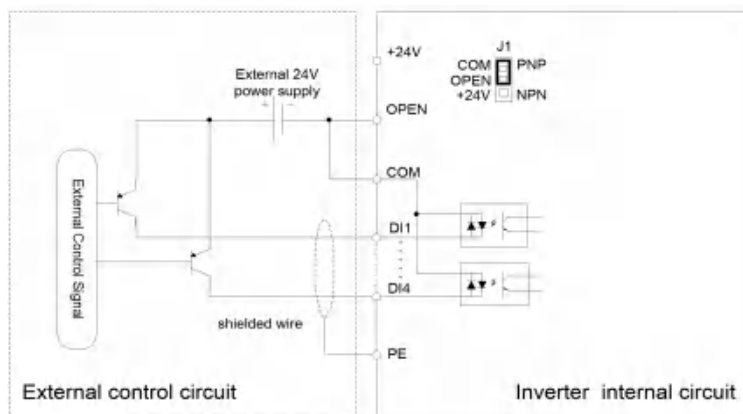 External 24V
power supply
+ -
External Control Signal
shielded wire
External control circuit
+24V
OPEN
COM
DI1
DI4
PE
J1
COM PNP
OPEN
+24V NPN
Inverter internal circuit